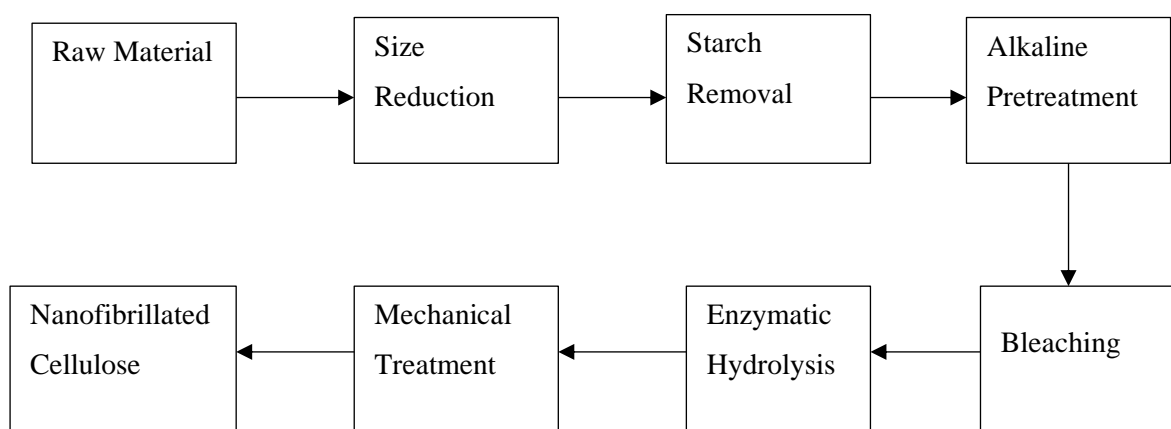 Raw Material
Size
Reduction
Starch
Removal
Alkaline
Pretreatment
Nanofibrillated
Cellulose
Mechanical
Treatment
Enzymatic
Hydrolysis
Bleaching